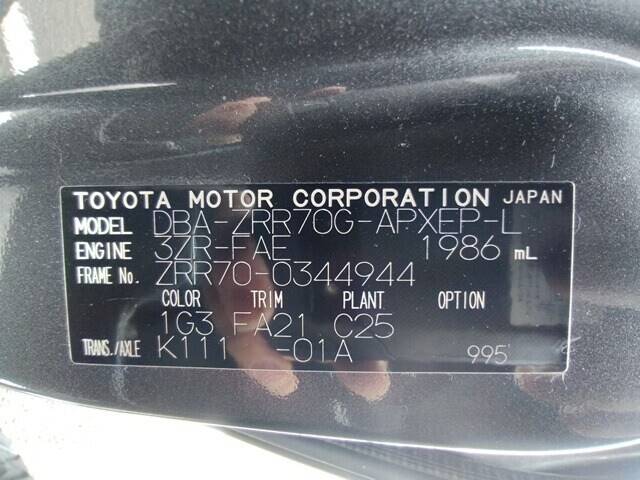 TOYOTA MOTOR CORPORATION JAPAN
MODEL DBA-ZRR70G-APXEP-L
ENGINE 3ZR-FAE 1986 mL
FRAME No. ZRR70-0344944
COLOR TRIM PLANT OPTION
1G3 FA21 C25
TRANS./AXLE K111 -01A 995